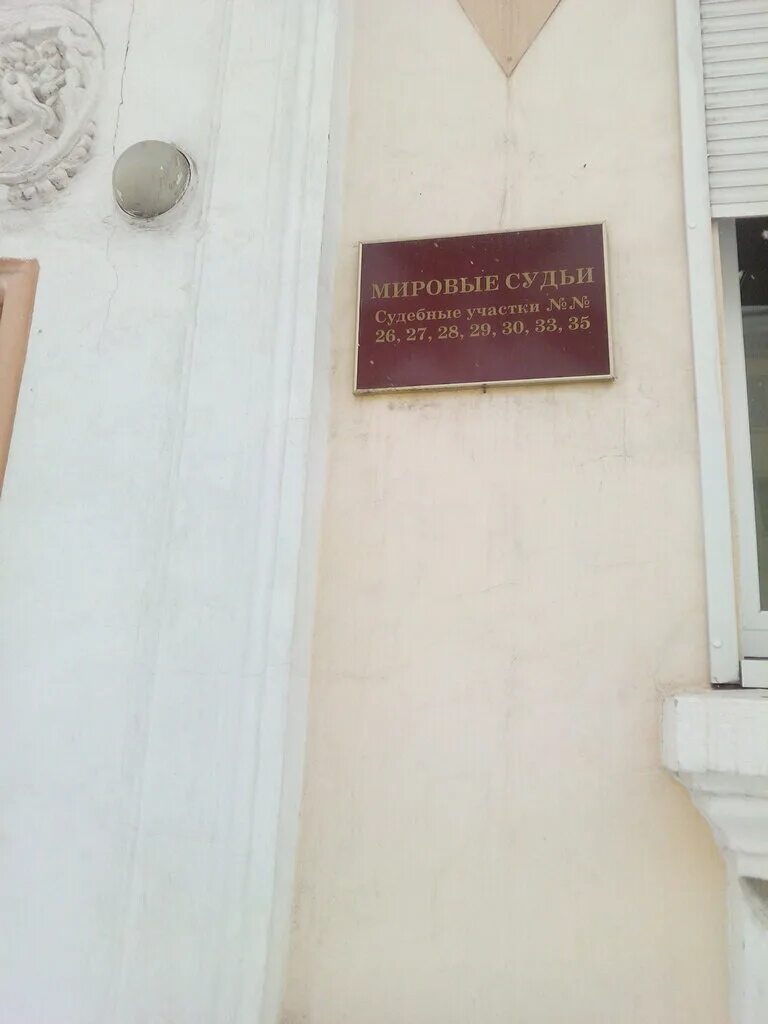 МИРОВЫЕ СУДЬИ
Судебные участки №№
26, 27, 28, 29, 30, 33, 35